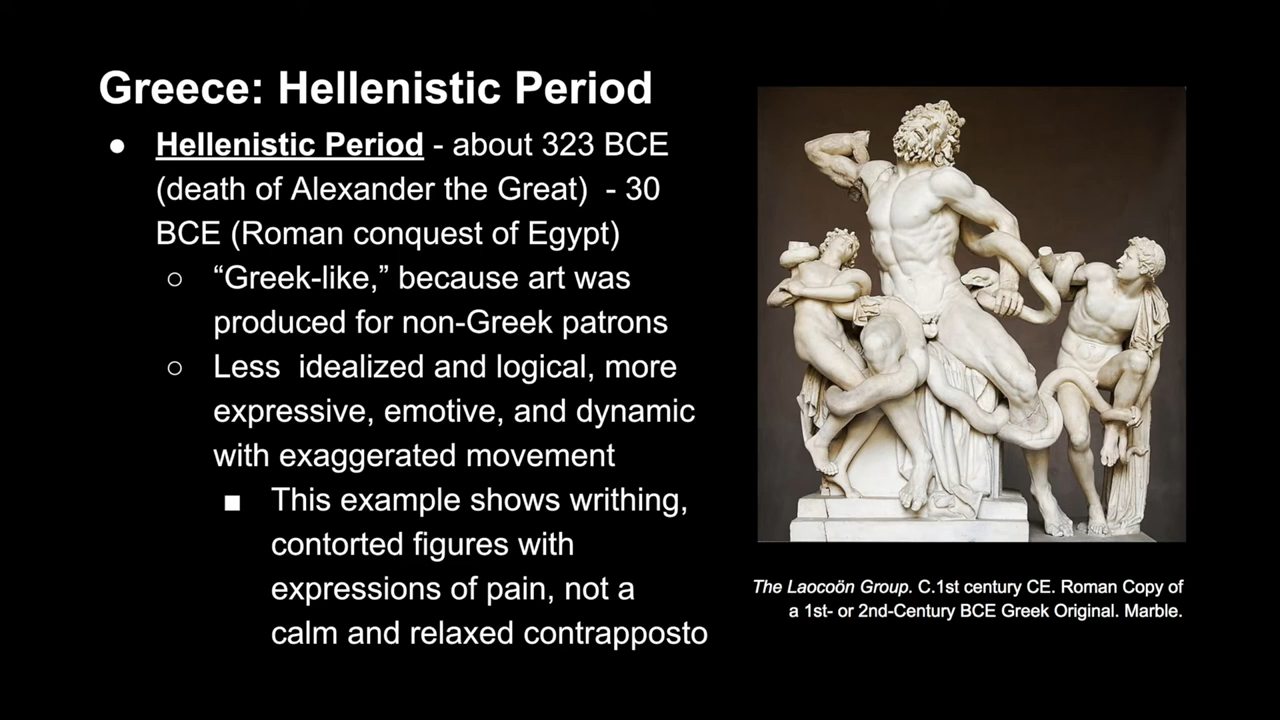 Greece: Hellenistic Period
● Hellenistic Period - about 323 BCE
(death of Alexander the Great)  - 30
BCE (Roman conquest of Egypt)
○ “Greek-like,” because art was
produced for non-Greek patrons
○ Less  idealized and logical, more
expressive, emotive, and dynamic
with exaggerated movement
■ This example shows writhing,
contorted figures with
expressions of pain, not a
calm and relaxed contrapposto
The Laocoön Group. C.1st century CE. Roman Copy of
a 1st- or 2nd-Century BCE Greek Original. Marble.